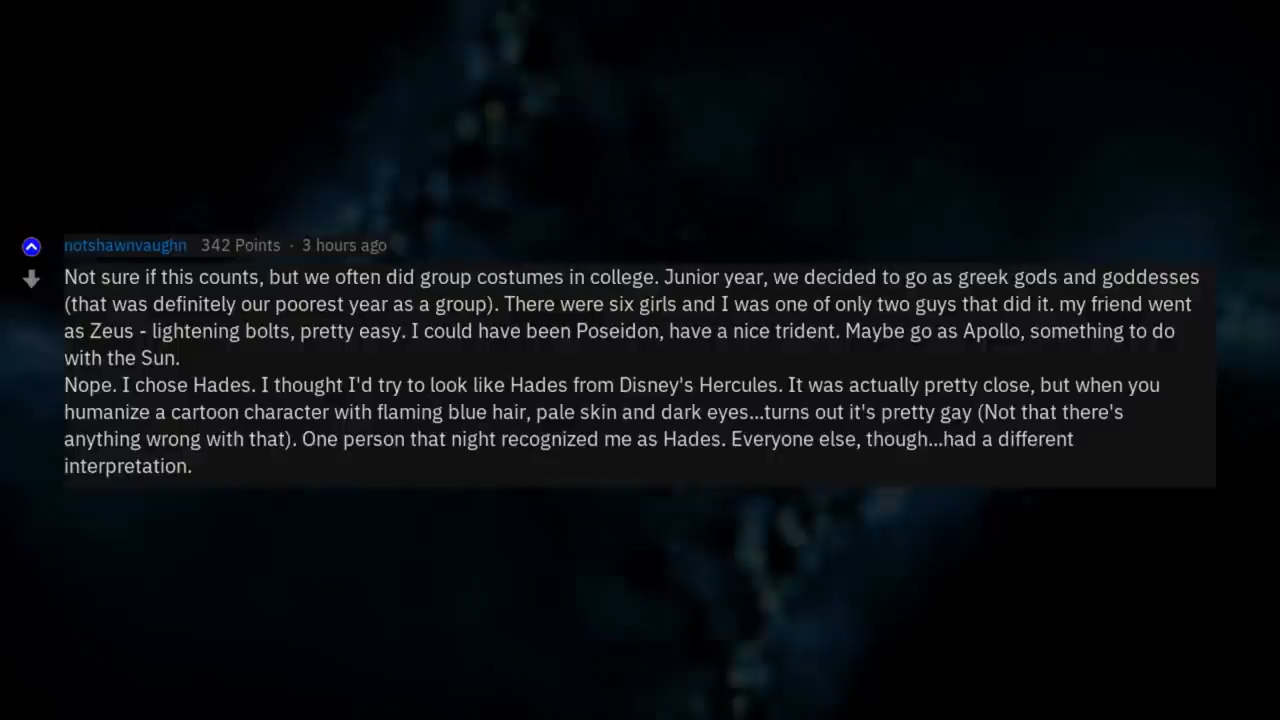 notshawnvaughn 342 Points · 3 hours ago
Not sure if this counts, but we often did group costumes in college. Junior year, we decided to go as greek gods and goddesses
(that was definitely our poorest year as a group). There were six girls and I was one of only two guys that did it. my friend went
as Zeus - lightening bolts, pretty easy. I could have been Poseidon, have a nice trident. Maybe go as Apollo, something to do
with the Sun.
Nope. I chose Hades. I thought I'd try to look like Hades from Disney's Hercules. It was actually pretty close, but when you
humanize a cartoon character with flaming blue hair, pale skin and dark eyes...turns out it's pretty gay (Not that there's
anything wrong with that). One person that night recognized me as Hades. Everyone else, though...had a different
interpretation.